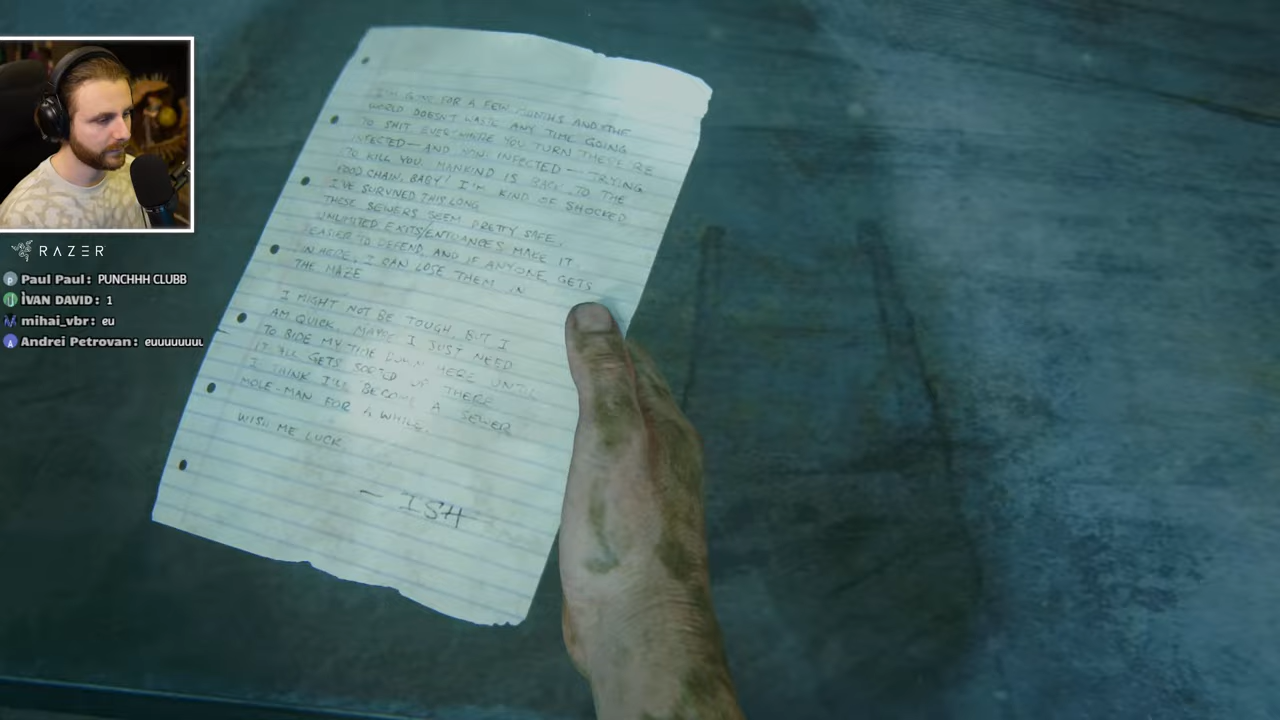 I'M GONE FOR A FEW MONTHS AND THE
WORLD DOESN'T WASTE ANY TIME GOING
TO SHIT. EVERYWHERE YOU TURN THERE'RE
INFECTED — AND NON INFECTED — TRYING
TO KILL YOU. MANKIND IS BACK TO THE
FOOD CHAIN, BABY! I'M KIND OF SHOCKED
I'VE SURVIVED THIS LONG
THESE SEWERS SEEM PRETTY SAFE.
UNLIMITED EXITS/ENTRANCES MAKE IT
EASIER TO DEFEND, AND IF ANYONE GETS
IN HERE, I CAN LOSE THEM IN
THE MAZE
I MIGHT NOT BE TOUGH, BUT I
AM QUICK. MAYBE I JUST NEED
TO BIDE MY TIME DOWN HERE UNTIL
IT ALL GETS SORTED UP THERE
I THINK I'LL BECOME A SEWER
MOLE-MAN FOR A WHILE.
WISH ME LUCK
— ISH
RAZER
Paul Paul: PUNCHHH CLUBB
IVAN DAVID: 1
mihai_vbr: eu
Andrei Petrovan: euuuuuuu